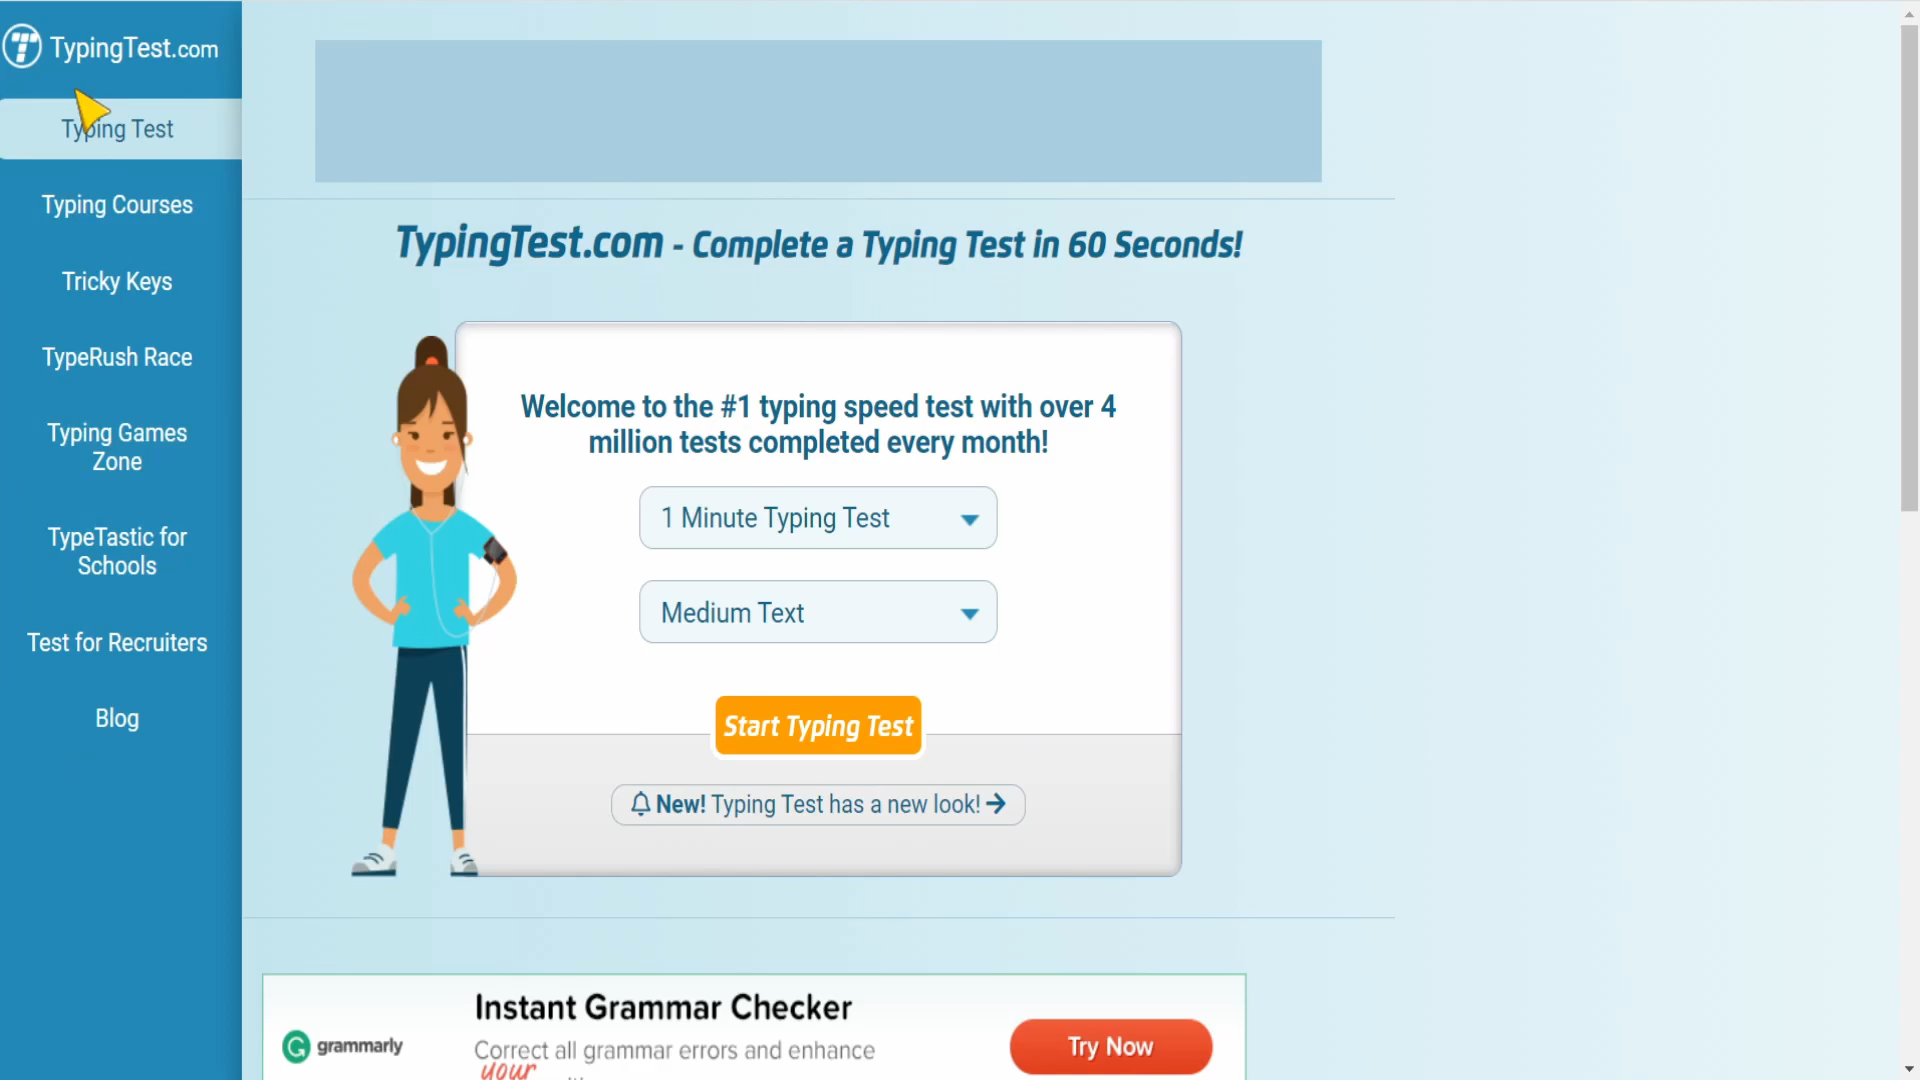 TypingTest.com
Typing Test
Typing Courses
Tricky Keys
TypeRush Race
Typing Games
Zone
TypeTastic for
Schools
Test for Recruiters
Blog
TypingTest.com - Complete a Typing Test in 60 Seconds!
Welcome to the #1 typing speed test with over 4
million tests completed every month!
1 Minute Typing Test
Medium Text
Start Typing Test
New! Typing Test has a new look!
Instant Grammar Checker
grammarly
Correct all grammar errors and enhance
your
Try Now